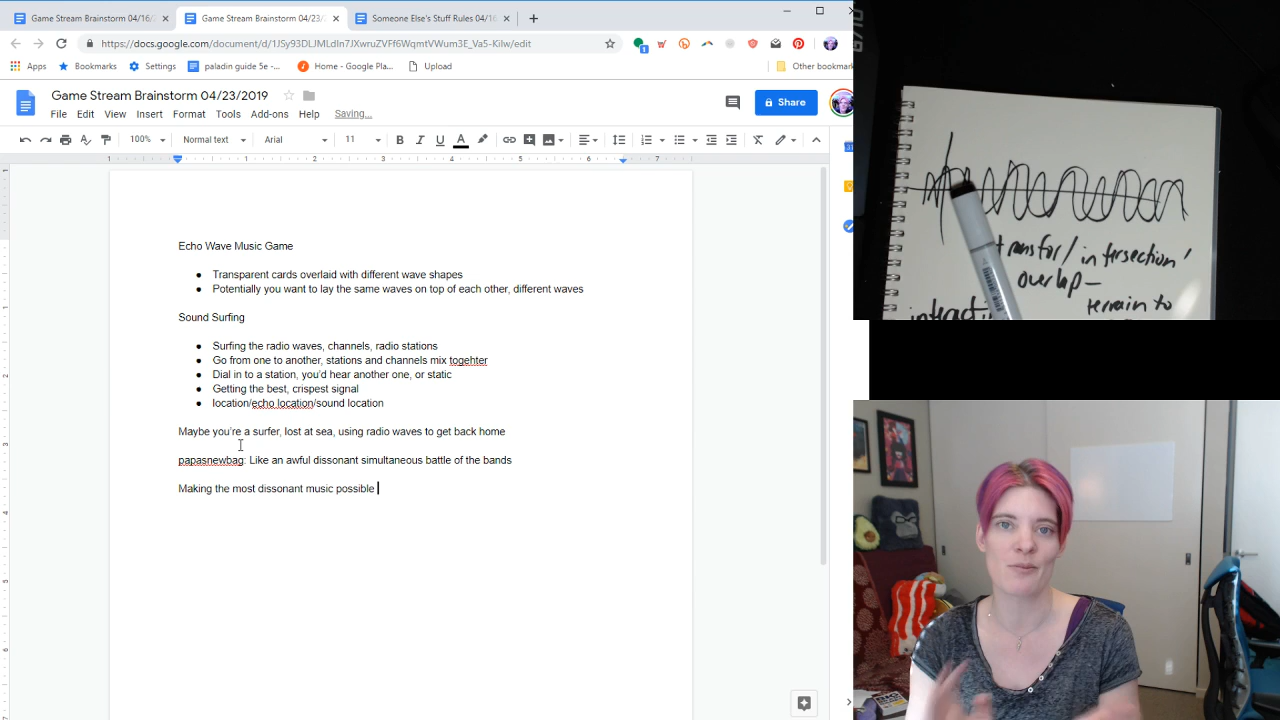 Game Stream Brainstorm 04/16/
Game Stream Brainstorm 04/23/
Someone Else's Stuff Rules 04/16
https://docs.google.com/document/d/1JSy93DLJMLdIn7JXwruZVFf6WqmtVWum3E_Va5-KiIw/edit
Apps
Bookmarks
Settings
paladin guide 5e -...
Home - Google Pla...
Upload
Other bookmark
Game Stream Brainstorm 04/23/2019
File Edit View Insert Format Tools Add-ons Help Saving...
Share
100% Normal text Arial 11
Echo Wave Music Game
● Transparent cards overlaid with different wave shapes
● Potentially you want to lay the same waves on top of each other, different waves
Sound Surfing
● Surfing the radio waves, channels, radio stations
● Go from one to another, stations and channels mix togehter
● Dial in to a station, you'd hear another one, or static
● Getting the best, crispest signal
● location/echo location/sound location
Maybe you're a surfer, lost at sea, using radio waves to get back home
papasnewbag: Like an awful dissonant simultaneous battle of the bands
Making the most dissonant music possible
intersection/
overlap-
terrain to